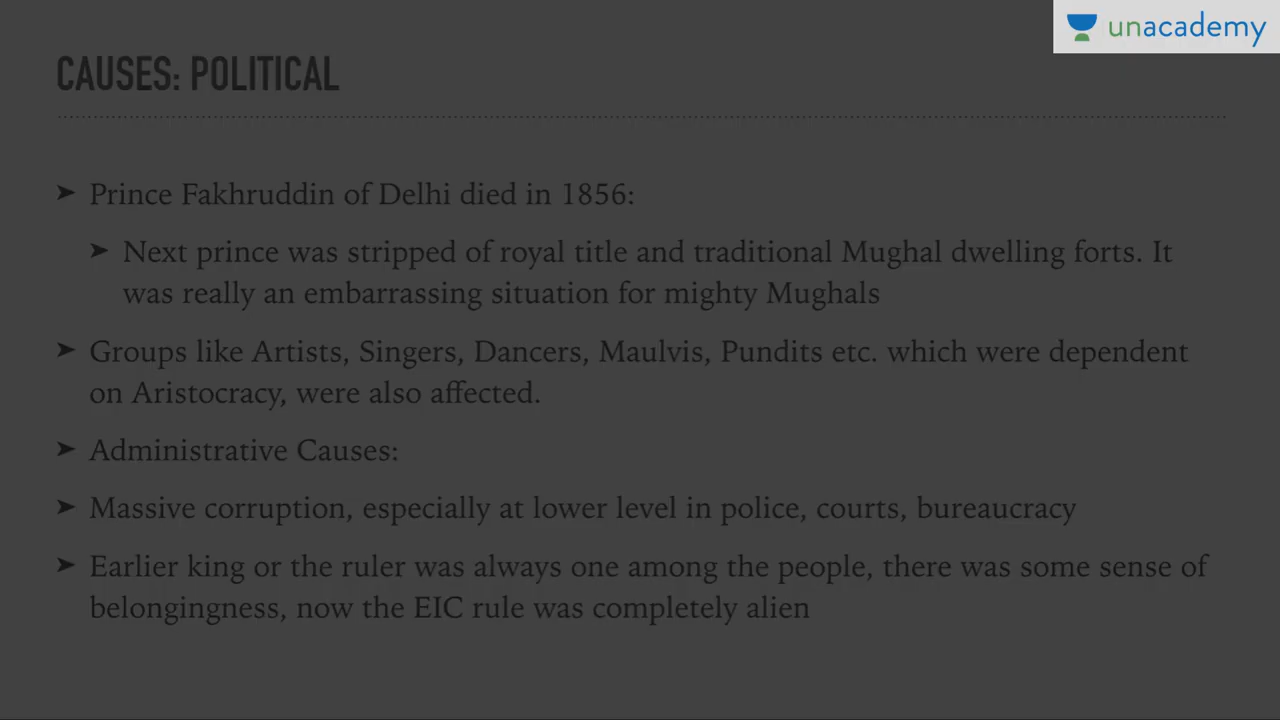 unacademy
CAUSES: POLITICAL
➤ Prince Fakhruddin of Delhi died in 1856:
➤ Next prince was stripped of royal title and traditional Mughal dwelling forts. It
was really an embarrassing situation for mighty Mughals
➤ Groups like Artists, Singers, Dancers, Maulvis, Pundits etc. which were dependent
on Aristocracy, were also affected.
➤ Administrative Causes:
➤ Massive corruption, especially at lower level in police, courts, bureaucracy
➤ Earlier king or the ruler was always one among the people, there was some sense of
belongingness, now the EIC rule was completely alien